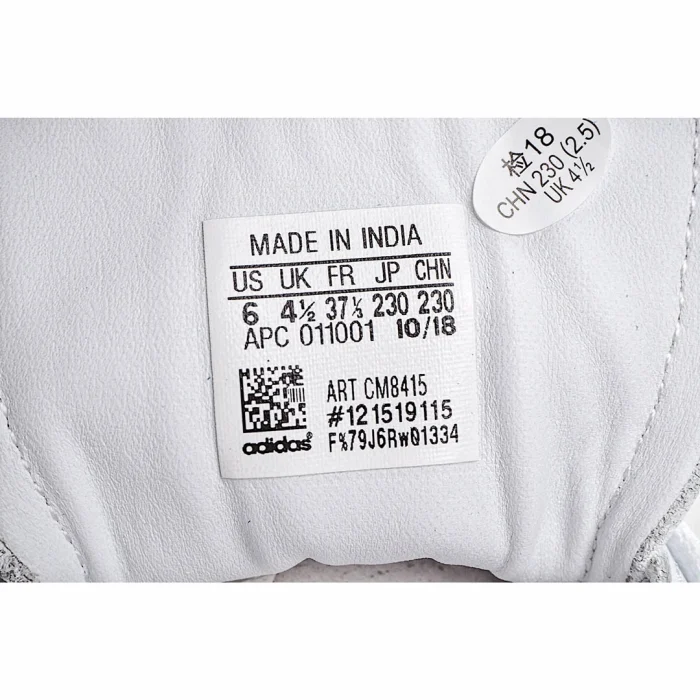 检18
CHN 230 (2.5)
UK 4½
MADE IN INDIA
US UK FR JP CHN
6 4½ 37⅓ 230 230
APC 011001 10/18
ART CM8415
#121519115
adidas®
F%79J6Rw01334